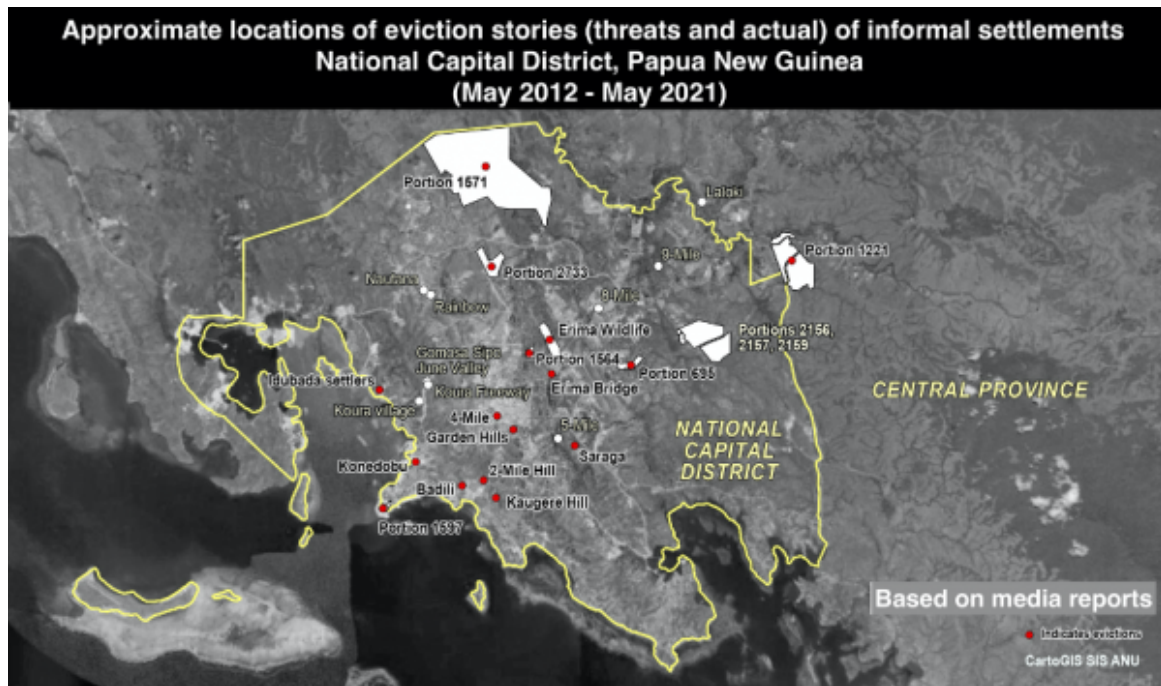 Approximate locations of eviction stories (threats and actual) of informal settlements
National Capital District, Papua New Guinea
(May 2012 - May 2021)
Portion 1571
Laloki
Portion 1221
9-Mile
Portion 2733
Nautana
Rainbow
8-Mile
Erima Wildlife
Portions 2156,
2157, 2159
Gomosa Sipo
June Valley
Portion 1564
Portion 695
Idubada settlers
Koura Freeway
Erima Bridge
CENTRAL PROVINCE
Koura village
4-Mile
Garden Hills
5-Mile
NATIONAL
CAPITAL
DISTRICT
Saraga
Konedobu
2-Mile Hill
Badili
Kaugere Hill
Portion 1597
Based on media reports
Indicates evictions
CartoGIS SIS ANU